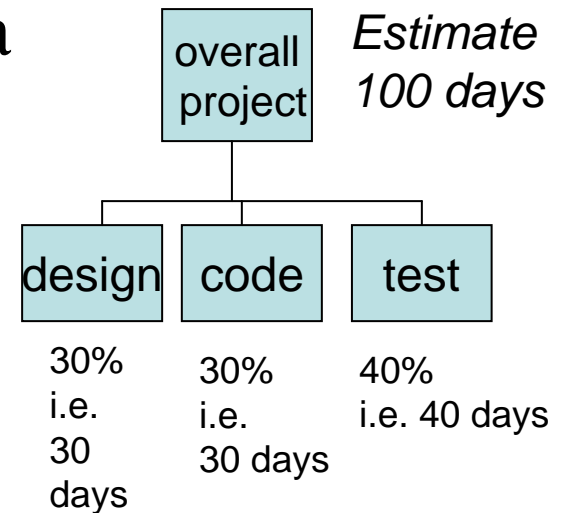 a
overall
project
Estimate
100 days
design
code
test
30%
i.e.
30
days
30%
i.e.
30 days
40%
i.e. 40 days